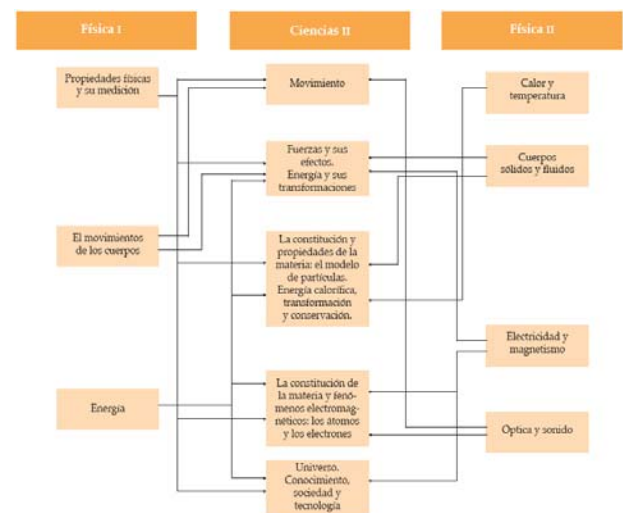 Física I
Ciencias II
Física II
Propiedades físicas
y su medición
El movimientos
de los cuerpos
Energía
Movimiento
Fuerzas y sus
efectos.
Energía y sus
transformaciones
La constitución y
propiedades de la
materia: el modelo
de partículas.
Energía calorífica,
transformación
y conservación.
La constitución de
la materia y fenó-
menos electromag-
néticos: los átomos
y los electrones
Universo.
Conocimiento,
sociedad y
tecnología
Calor y
temperatura
Cuerpos
sólidos y fluidos
Electricidad y
magnetismo
Optica y sonido